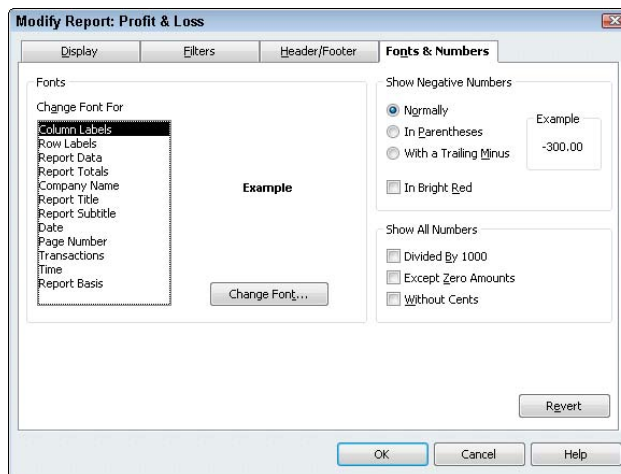 Modify Report: Profit & Loss
Display
Filters
Header/Footer
Fonts & Numbers
Fonts
Change Font For
Column Labels
Row Labels
Report Data
Report Totals
Company Name
Report Title
Report Subtitle
Date
Page Number
Transactions
Time
Report Basis
Example
Change Font...
Show Negative Numbers
Normally
In Parentheses
With a Trailing Minus
Example
-300.00
In Bright Red
Show All Numbers
Divided By 1000
Except Zero Amounts
Without Cents
Revert
OK
Cancel
Help